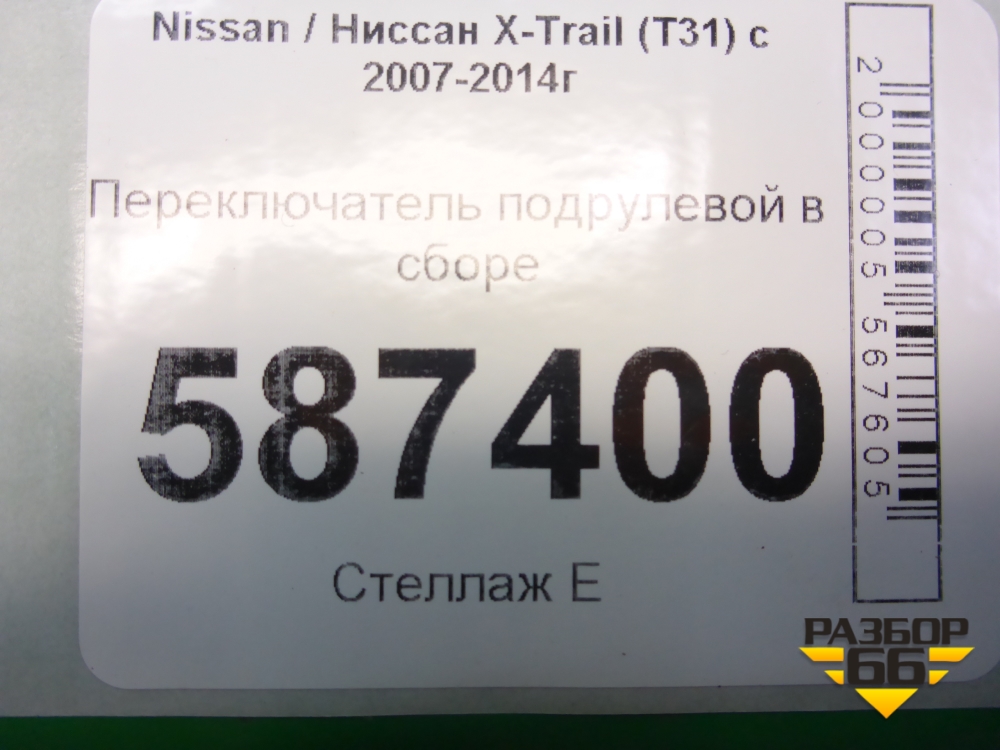 Nissan / Ниссан X-Trail (T31) с
2007-2014г
Переключатель подрулевой в
сборе
587400
Стеллаж Е
2000005567605
РАЗБОР
66